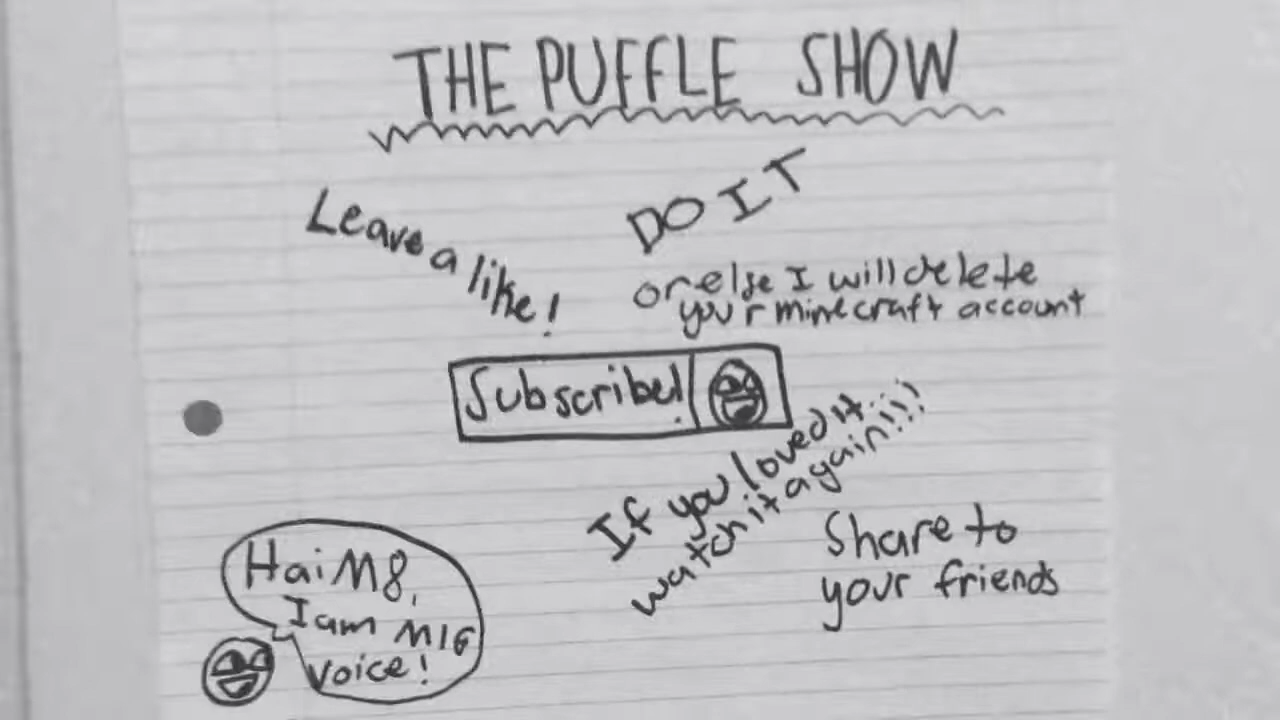 THE PUFFLE SHOW
DO IT
Leave a like!
or else I will delete
your minecraft account
Subscribe!
If you loved it...
watch it again!!!
Share to
your friends
Hai M8,
I am M16
voice!